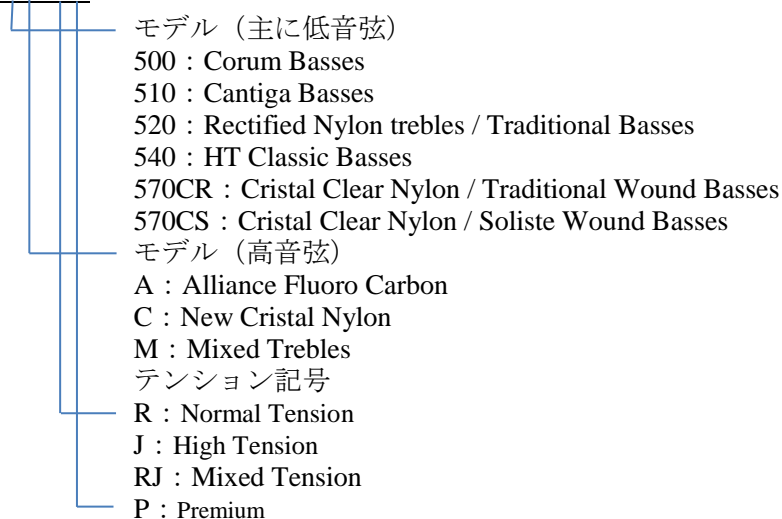 モデル（主に低音弦）
500：Corum Basses
510：Cantiga Basses
520：Rectified Nylon trebles / Traditional Basses
540：HT Classic Basses
570CR：Cristal Clear Nylon / Traditional Wound Basses
570CS：Cristal Clear Nylon / Soliste Wound Basses
モデル（高音弦）
A：Alliance Fluoro Carbon
C：New Cristal Nylon
M：Mixed Trebles
テンション記号
R：Normal Tension
J：High Tension
RJ：Mixed Tension
P：Premium